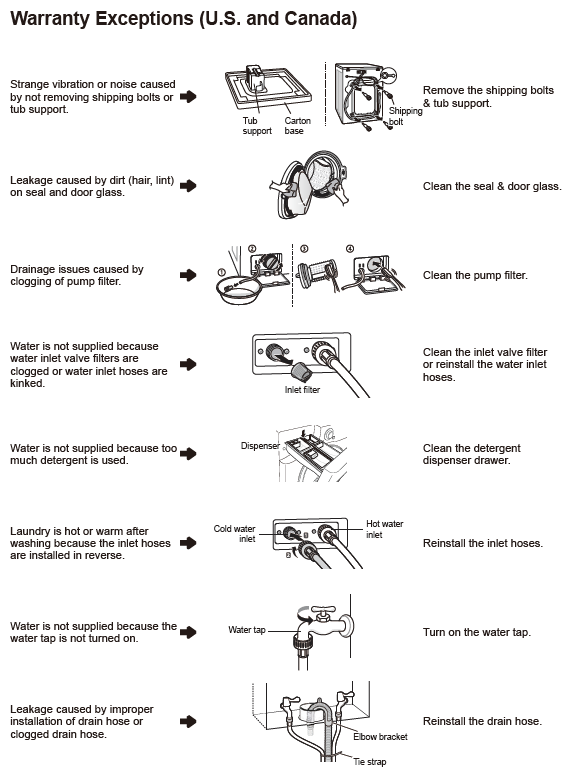 Warranty Exceptions (U.S. and Canada)
Strange vibration or noise caused
by not removing shipping bolts or
tub support.
Tub
support
Carton
base
Shipping
bolt
Remove the shipping bolts
& tub support.
Leakage caused by dirt (hair, lint)
on seal and door glass.
Clean the seal & door glass.
Drainage issues caused by
clogging of pump filter.
1
2
3
4
Clean the pump filter.
Water is not supplied because
water inlet valve filters are
clogged or water inlet hoses are
kinked.
Inlet filter
Clean the inlet valve filter
or reinstall the water inlet
hoses.
Water is not supplied because too
much detergent is used.
Dispenser
Clean the detergent
dispenser drawer.
Laundry is hot or warm after
washing because the inlet hoses
are installed in reverse.
Cold water
inlet
Hot water
inlet
Reinstall the inlet hoses.
Water is not supplied because the
water tap is not turned on.
Water tap
Turn on the water tap.
Leakage caused by improper
installation of drain hose or
clogged drain hose.
Elbow bracket
Tie strap
Reinstall the drain hose.